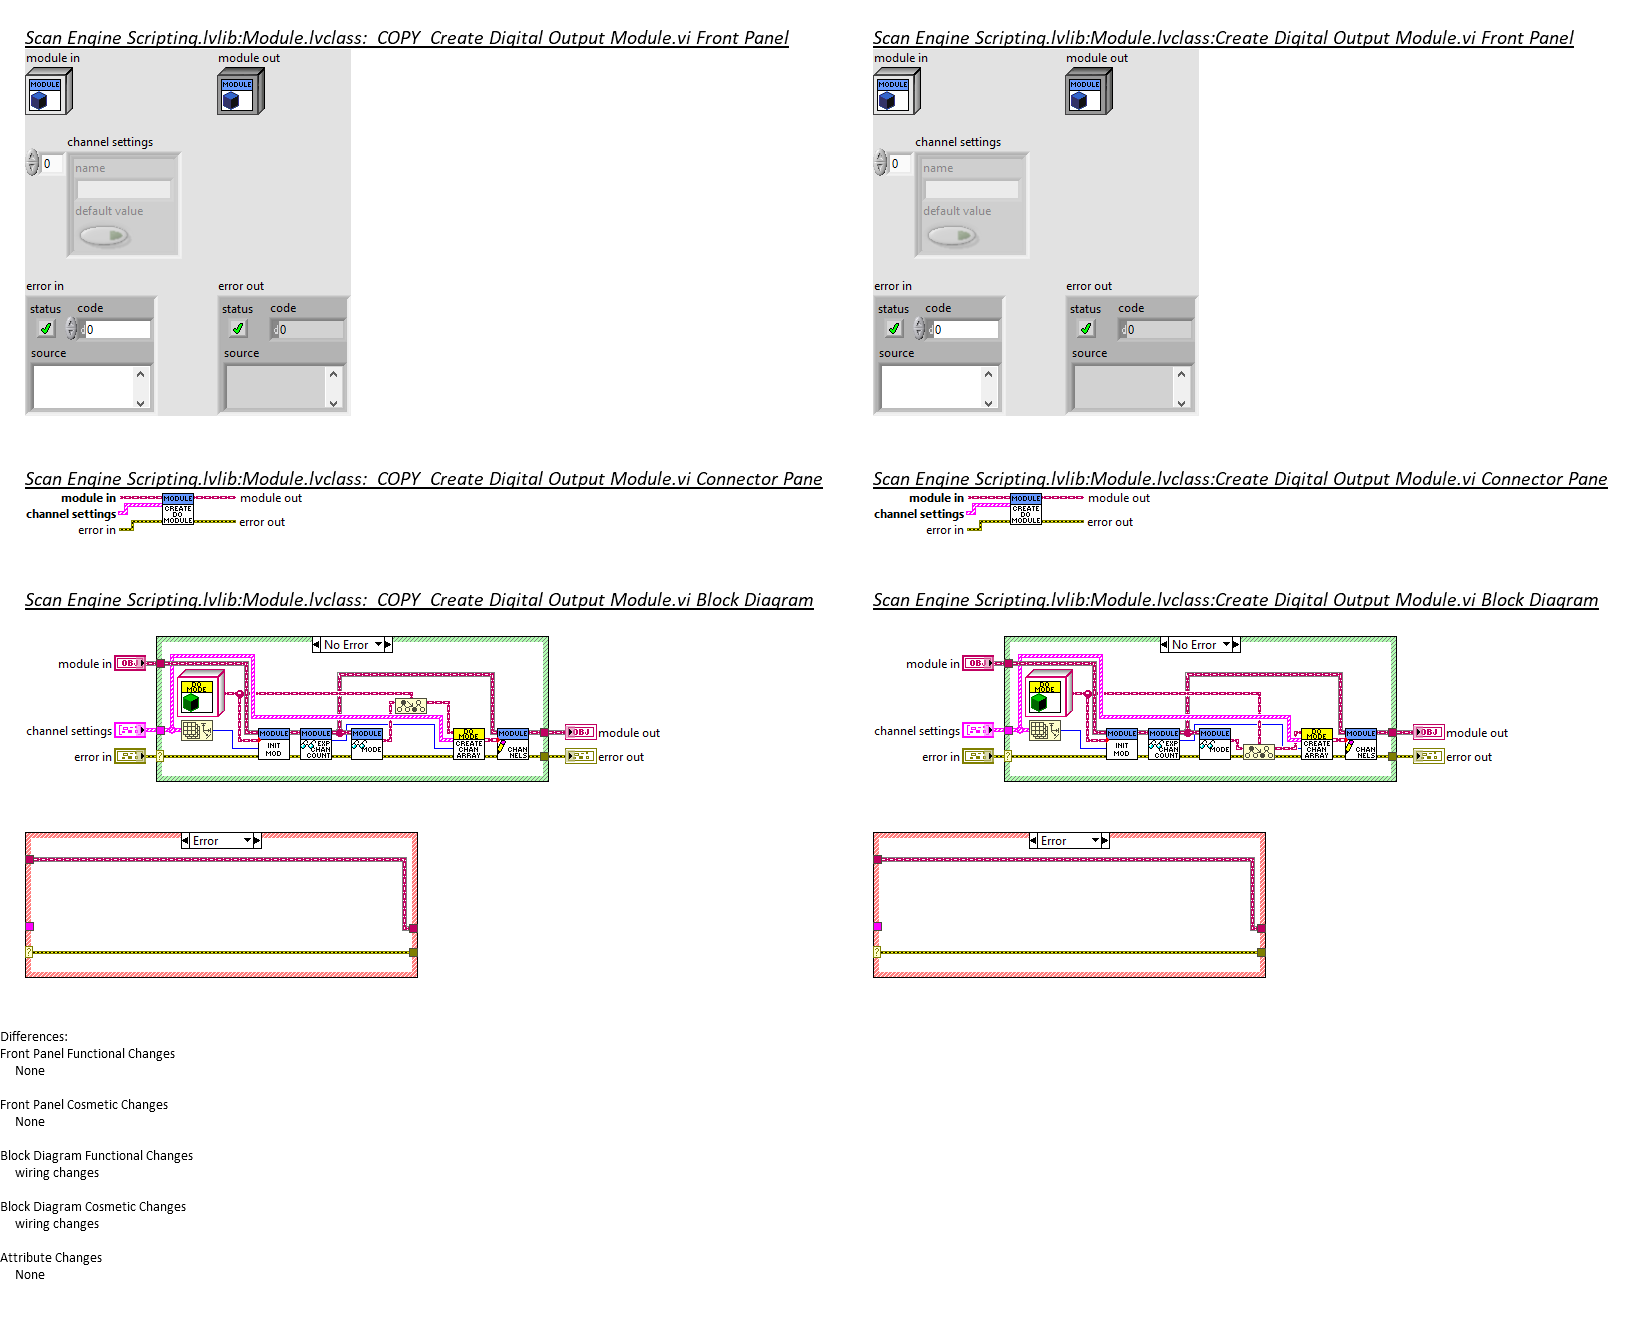 Scan Engine Scripting.lvlib:Module.lvclass:_COPY_Create Digital Output Module.vi Front Panel
module in
module out
MODULE
MODULE
channel settings
0
name
default value
error in
error out
status code
status code
0
0
source
source
Scan Engine Scripting.lvlib:Module.lvclass:Create Digital Output Module.vi Front Panel
module in
module out
MODULE
MODULE
channel settings
0
name
default value
error in
error out
status code
status code
0
0
source
source
Scan Engine Scripting.lvlib:Module.lvclass:_COPY_Create Digital Output Module.vi Connector Pane
module in
MODULE
module out
channel settings
CREATE
DO
MODULE
error in
error out
Scan Engine Scripting.lvlib:Module.lvclass:Create Digital Output Module.vi Connector Pane
module in
MODULE
module out
channel settings
CREATE
DO
MODULE
error in
error out
Scan Engine Scripting.lvlib:Module.lvclass:_COPY_Create Digital Output Module.vi Block Diagram
No Error
module in
OBJ
DO
MODE
channel settings
error in
?
MODULE
INIT
MOD
MODULE
EXP
CHAN
COUNT
MODULE
MODE
DO
MODE
CREATE
CHAN
ARRAY
MODULE
CHAN
NELS
OBJ
module out
error out
Error
?
Scan Engine Scripting.lvlib:Module.lvclass:Create Digital Output Module.vi Block Diagram
No Error
module in
OBJ
DO
MODE
channel settings
error in
?
MODULE
INIT
MOD
MODULE
EXP
CHAN
COUNT
MODULE
MODE
DO
MODE
CREATE
CHAN
ARRAY
MODULE
CHAN
NELS
OBJ
module out
error out
Error
?
Differences:
Front Panel Functional Changes
None
Front Panel Cosmetic Changes
None
Block Diagram Functional Changes
wiring changes
Block Diagram Cosmetic Changes
wiring changes
Attribute Changes
None